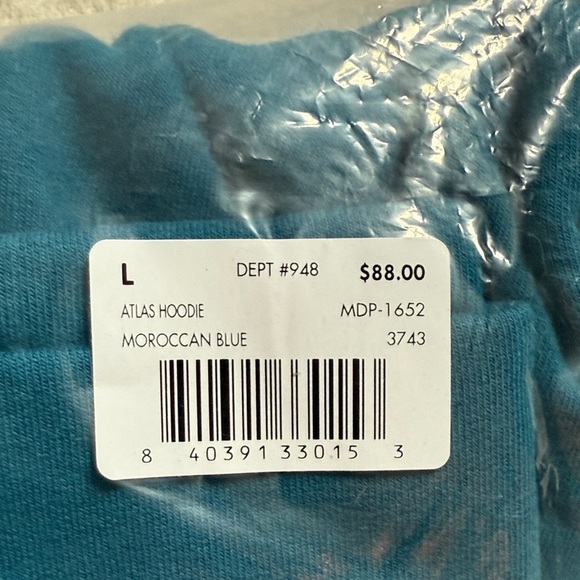 L DEPT #948 $88.00
ATLAS HOODIE MDP-1652
MOROCCAN BLUE 3743
8 40391 33015 3